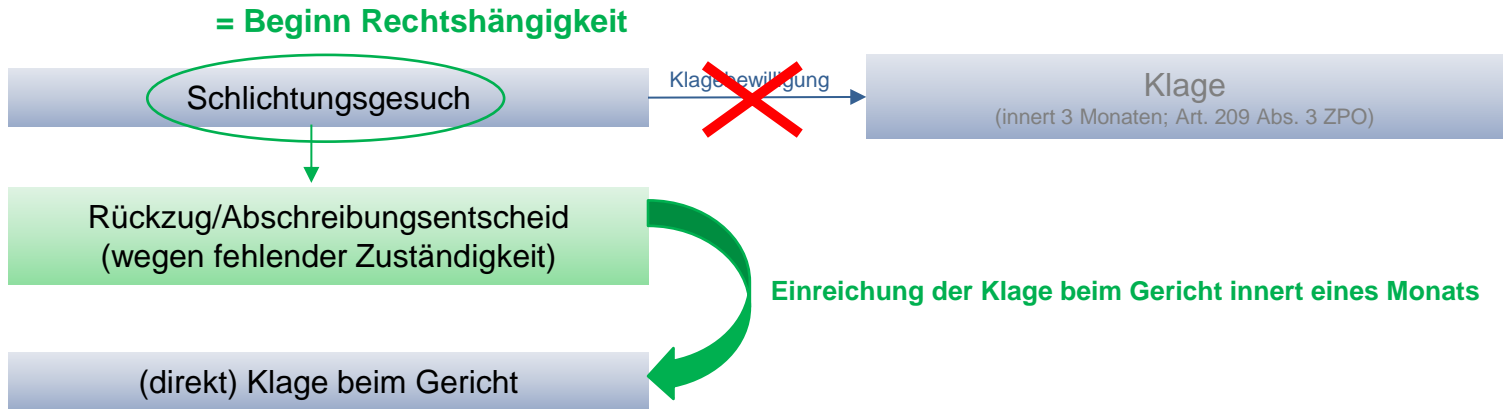 = Beginn Rechtshängigkeit
Schlichtungsgesuch
Klagebewilligung
Klage
(innert 3 Monaten; Art. 209 Abs. 3 ZPO)
Rückzug/Abschreibungsentscheid
(wegen fehlender Zuständigkeit)
Einreichung der Klage beim Gericht innert eines Monats
(direkt) Klage beim Gericht